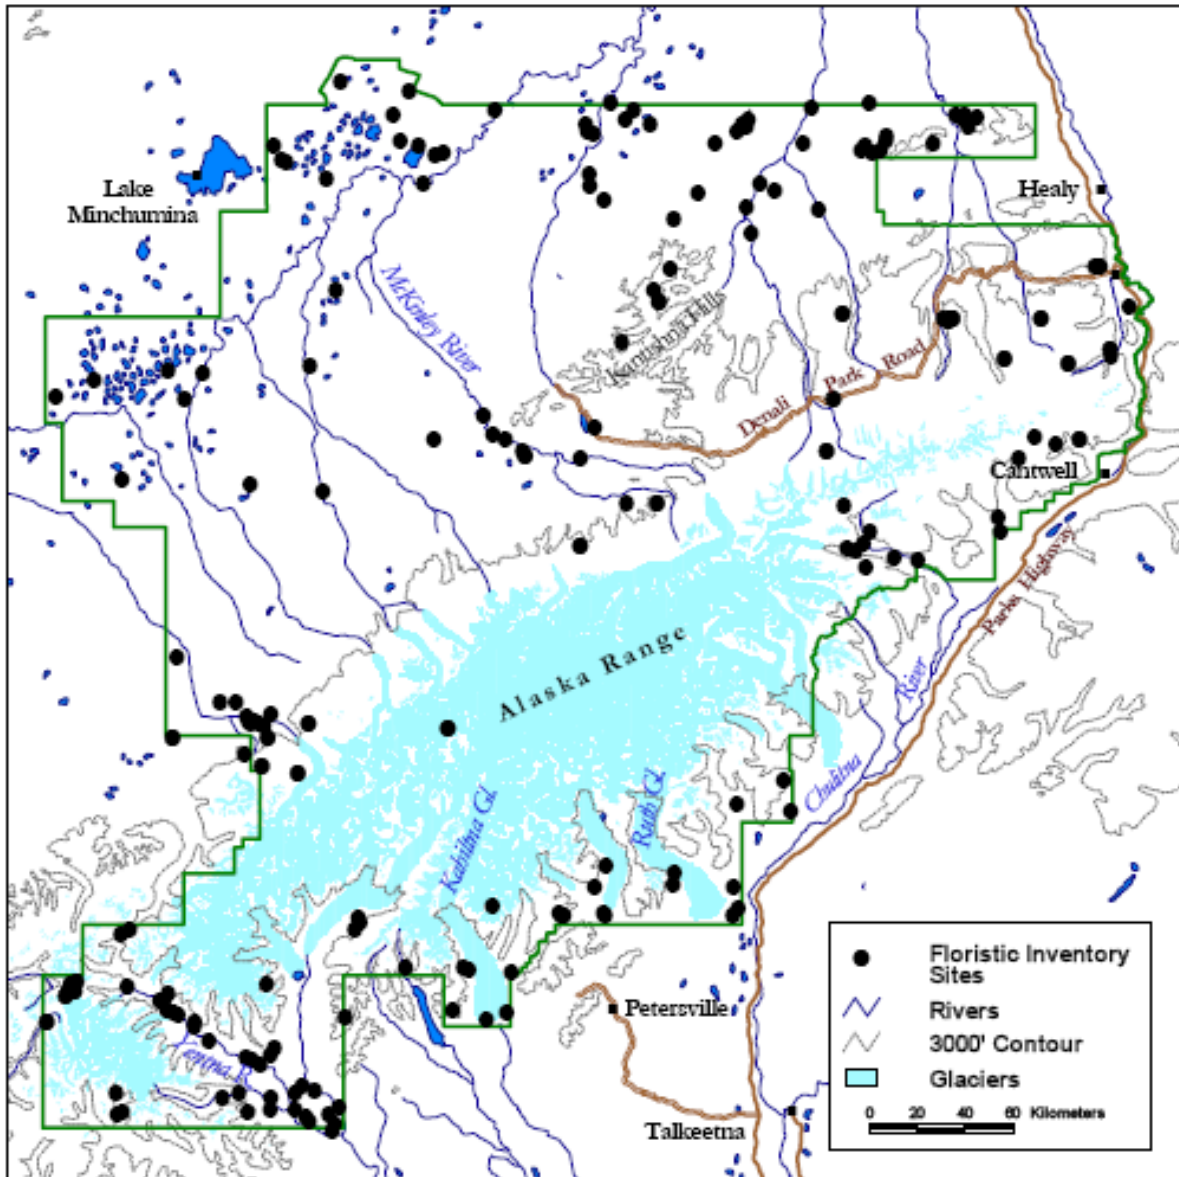 Lake
Minchumina
Healy
McKinley River
Kantishna Hills
Denali Park Road
Cantwell
Parks Highway
Alaska Range
River
Chulitna
Kahiltna Gl.
Ruth Gl.
Yentna R.
Petersville
Talkeetna
Floristic Inventory
Sites
Rivers
3000' Contour
Glaciers
0 20 40 60 Kilometers